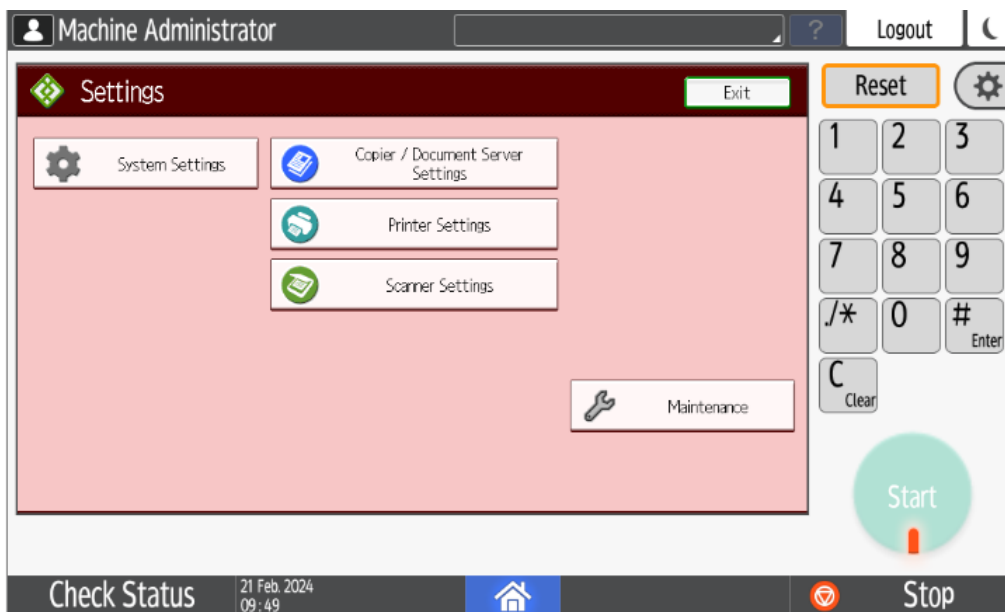 Machine Administrator
?
Logout
Settings
Exit
Reset
System Settings
Copier / Document Server
Settings
Printer Settings
Scanner Settings
Maintenance
1
2
3
4
5
6
7
8
9
./*
0
#
Enter
C
Clear
Start
Check Status
21 Feb. 2024
09:49
Stop